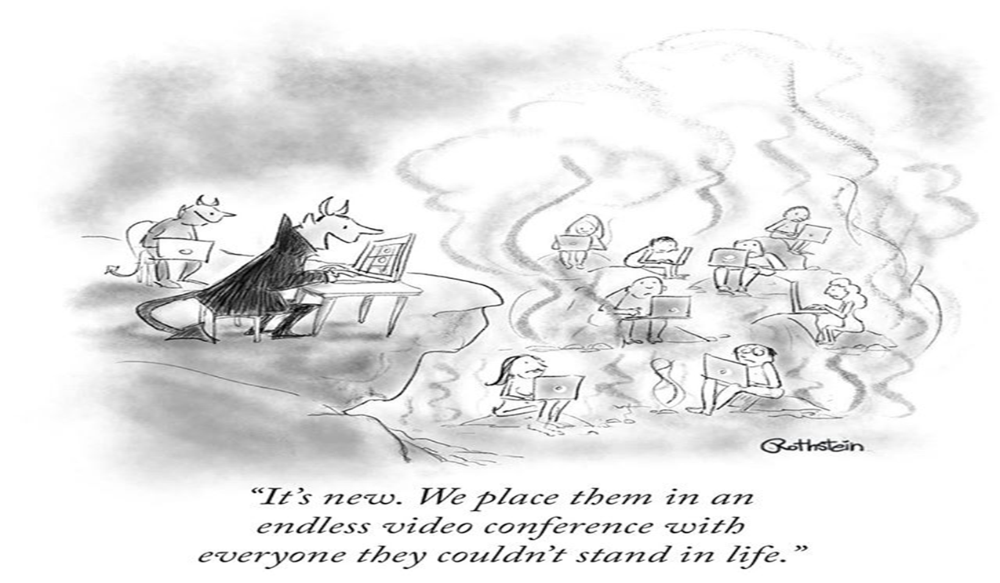 Rothstein
“It’s new. We place them in an
endless video conference with
everyone they couldn’t stand in life.”